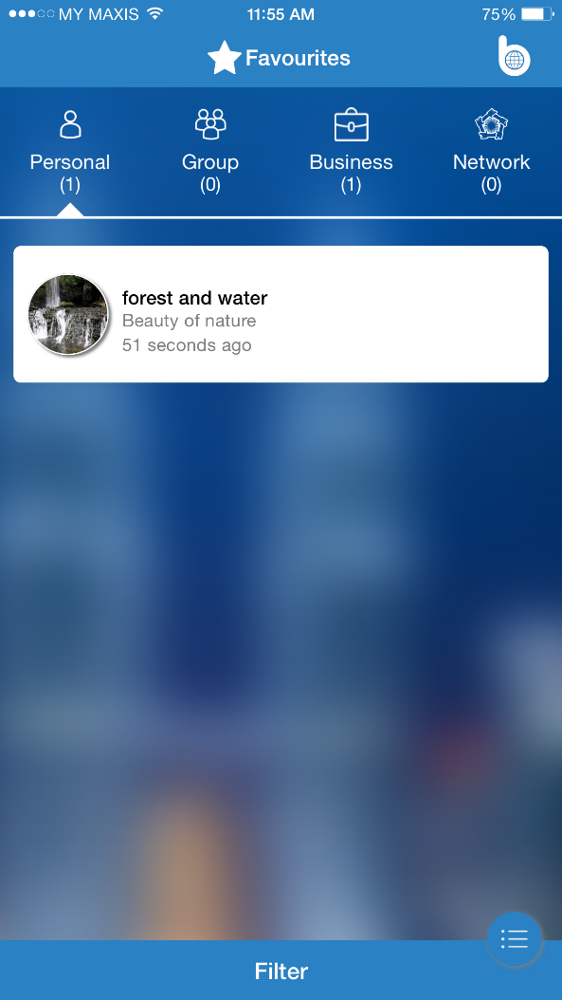 MY MAXIS 11:55 AM 75%
Favourites
Personal Group Business Network
(1) (0) (1) (0)
forest and water
Beauty of nature
51 seconds ago
Filter